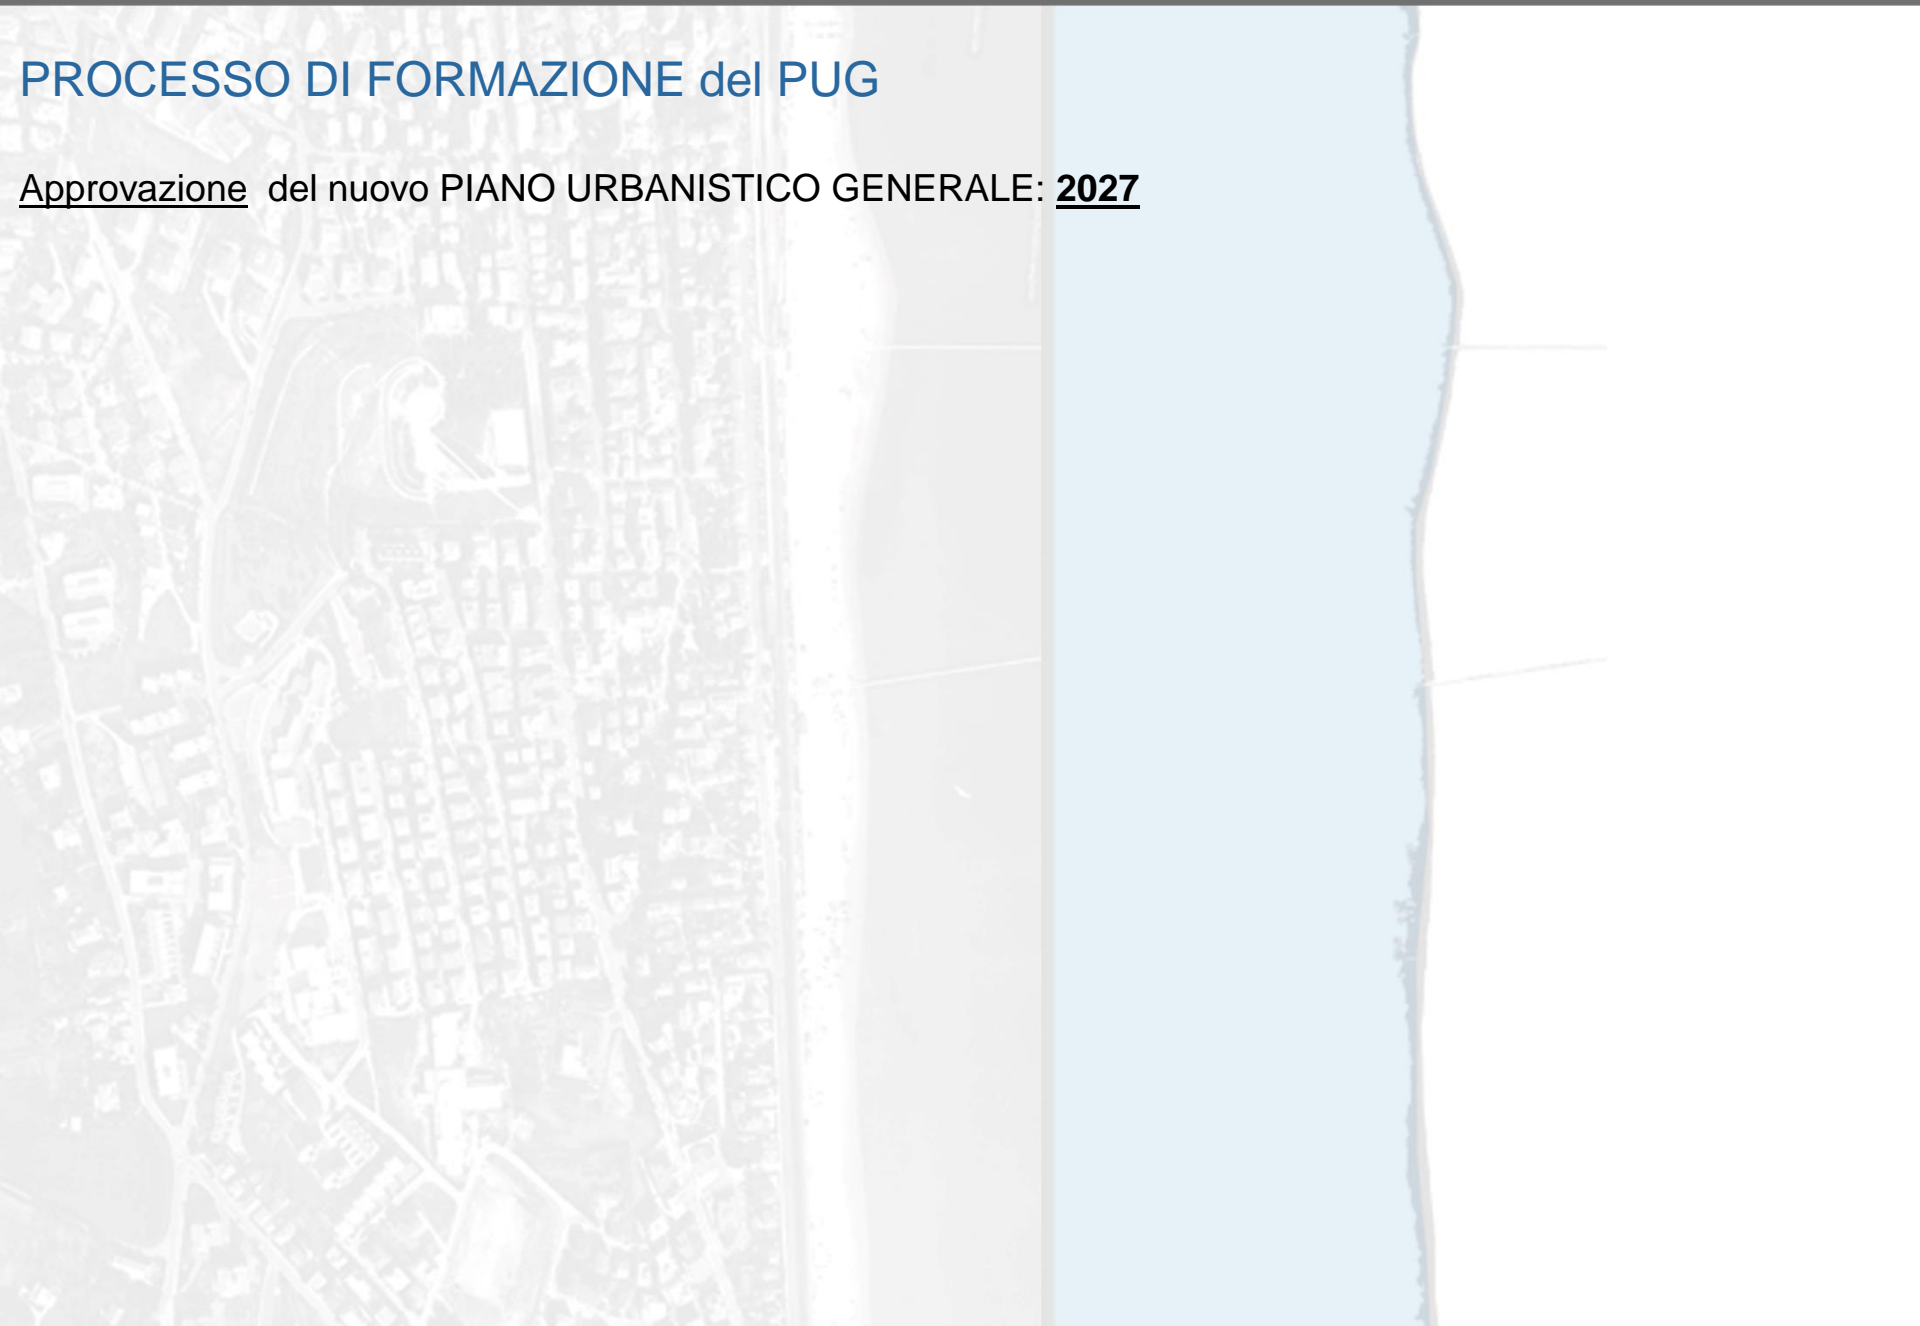 PROCESSO DI FORMAZIONE del PUG
Approvazione del nuovo PIANO URBANISTICO GENERALE: 2027